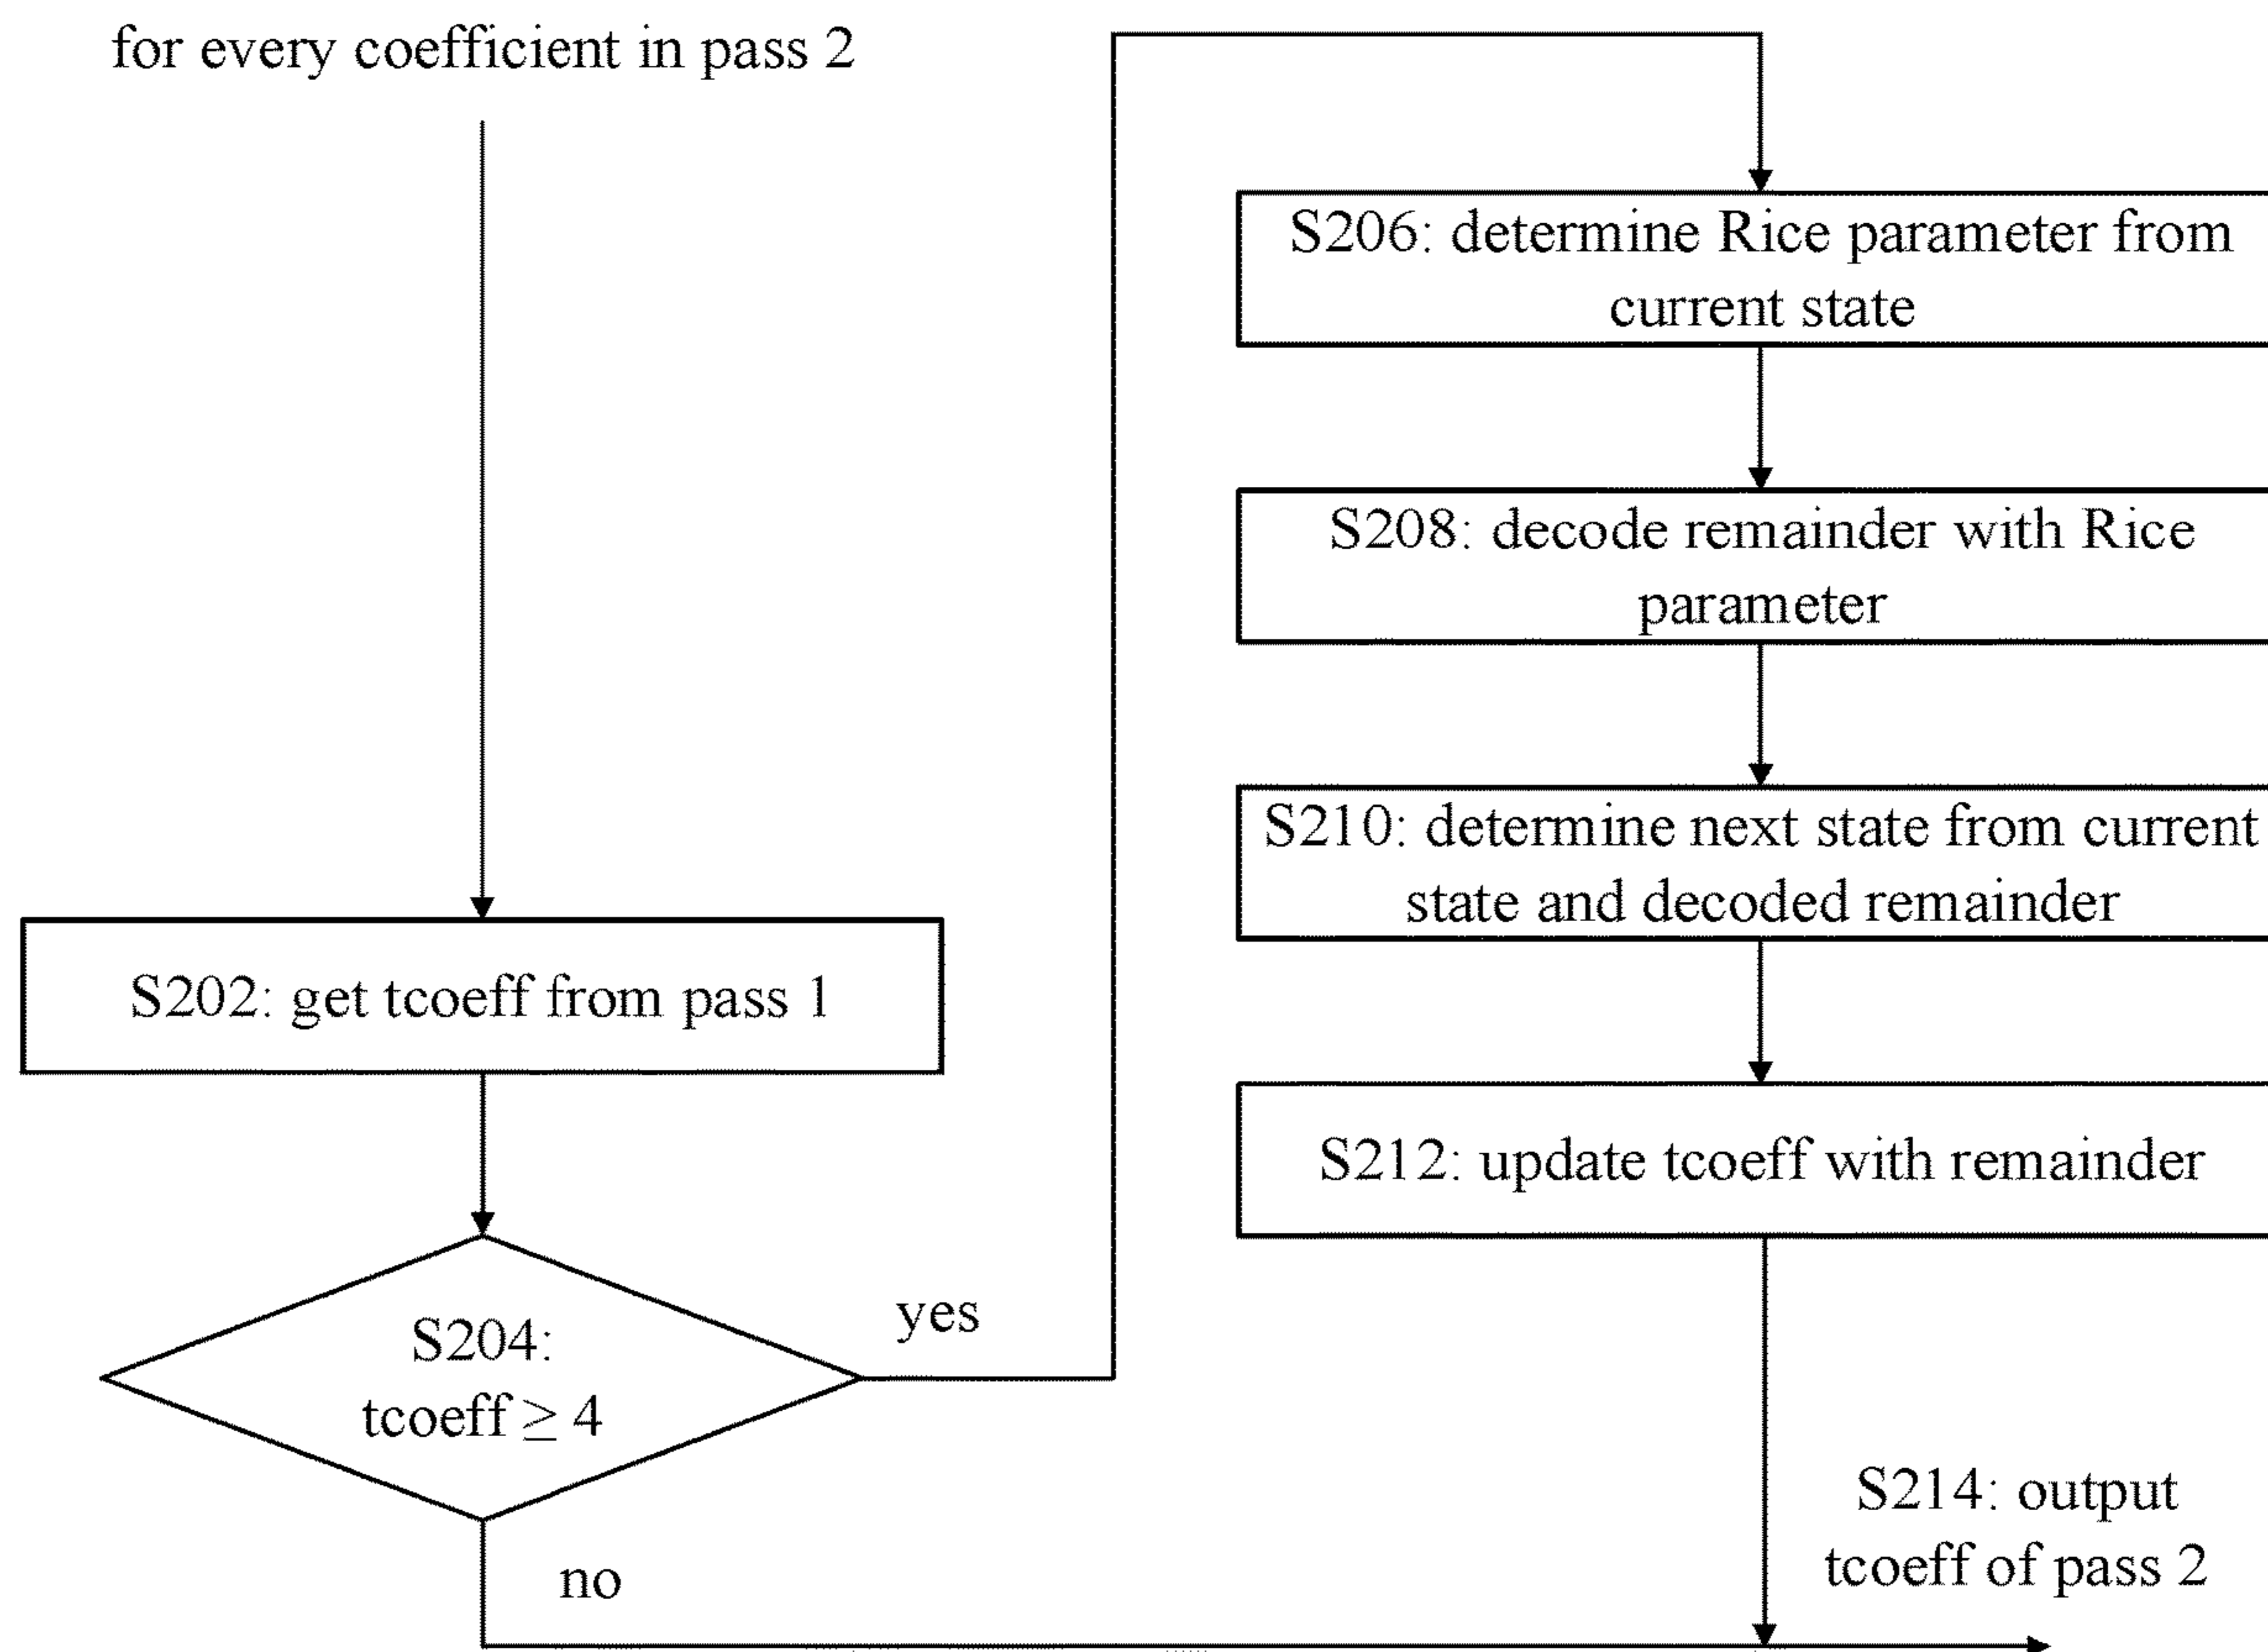 for every coefficient in pass 2
S202: get tcoeff from pass 1
S204:
tcoeff ≥ 4
yes
no
S206: determine Rice parameter from
current state
S208: decode remainder with Rice
parameter
S210: determine next state from current
state and decoded remainder
S212: update tcoeff with remainder
S214: output
tcoeff of pass 2